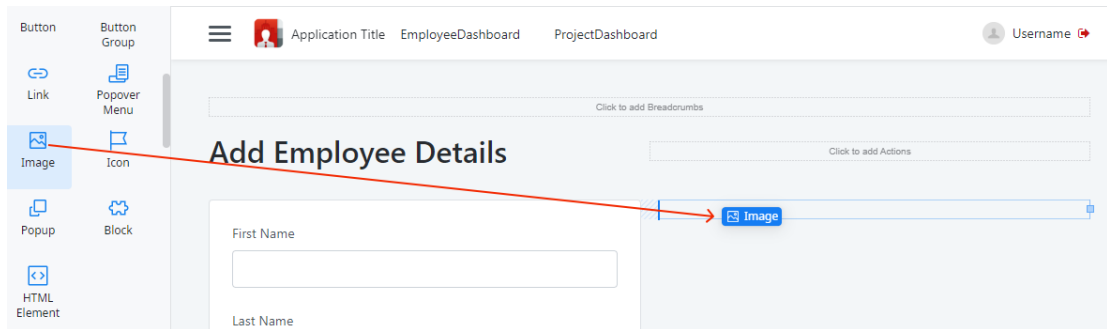 Button
Button
Group
Link
Popover
Menu
Image
Icon
Popup
Block
HTML
Element
Application Title EmployeeDashboard ProjectDashboard
Username
Click to add Breadcrumbs
Add Employee Details
Click to add Actions
Image
First Name
Last Name